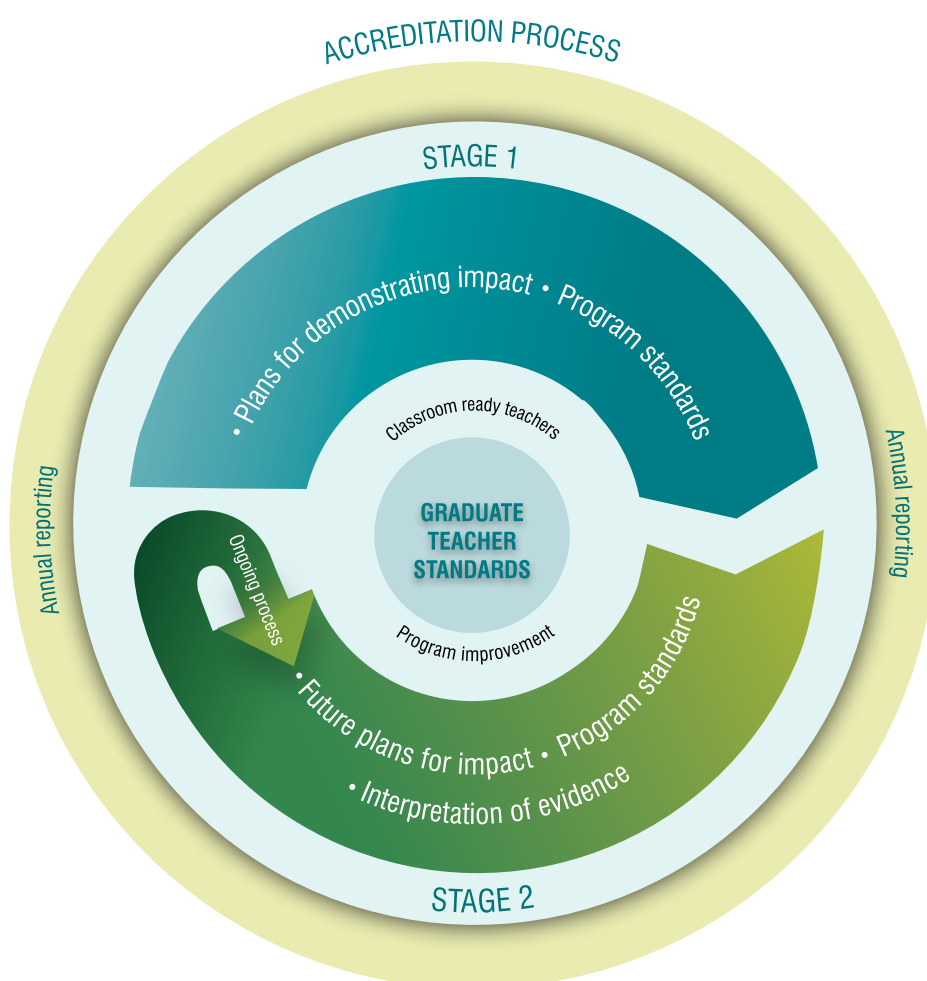 ACCREDITATION PROCESS
STAGE 1
• Plans for demonstrating impact • Program standards
Classroom ready teachers
GRADUATE
TEACHER
STANDARDS
Program improvement
Annual reporting
Annual reporting
Ongoing process
• Future plans for impact • Program standards
• Interpretation of evidence
STAGE 2